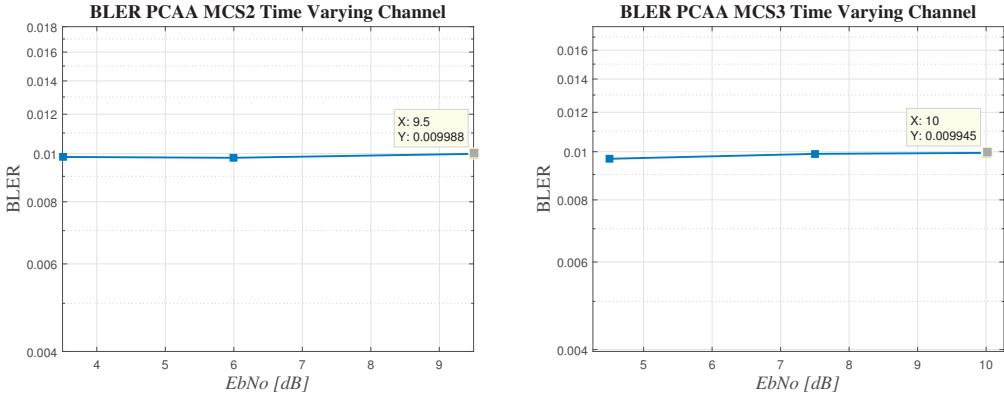 BLER PCAA MCS2 Time Varying Channel
0.018
0.016
0.014
0.012
0.01
0.008
0.006
0.004
BLER
X: 9.5
Y: 0.009988
4 5 6 7 8 9
EbNo [dB]
BLER PCAA MCS3 Time Varying Channel
0.016
0.014
0.012
0.01
0.008
0.006
0.004
BLER
X: 10
Y: 0.009945
5 6 7 8 9 10
EbNo [dB]